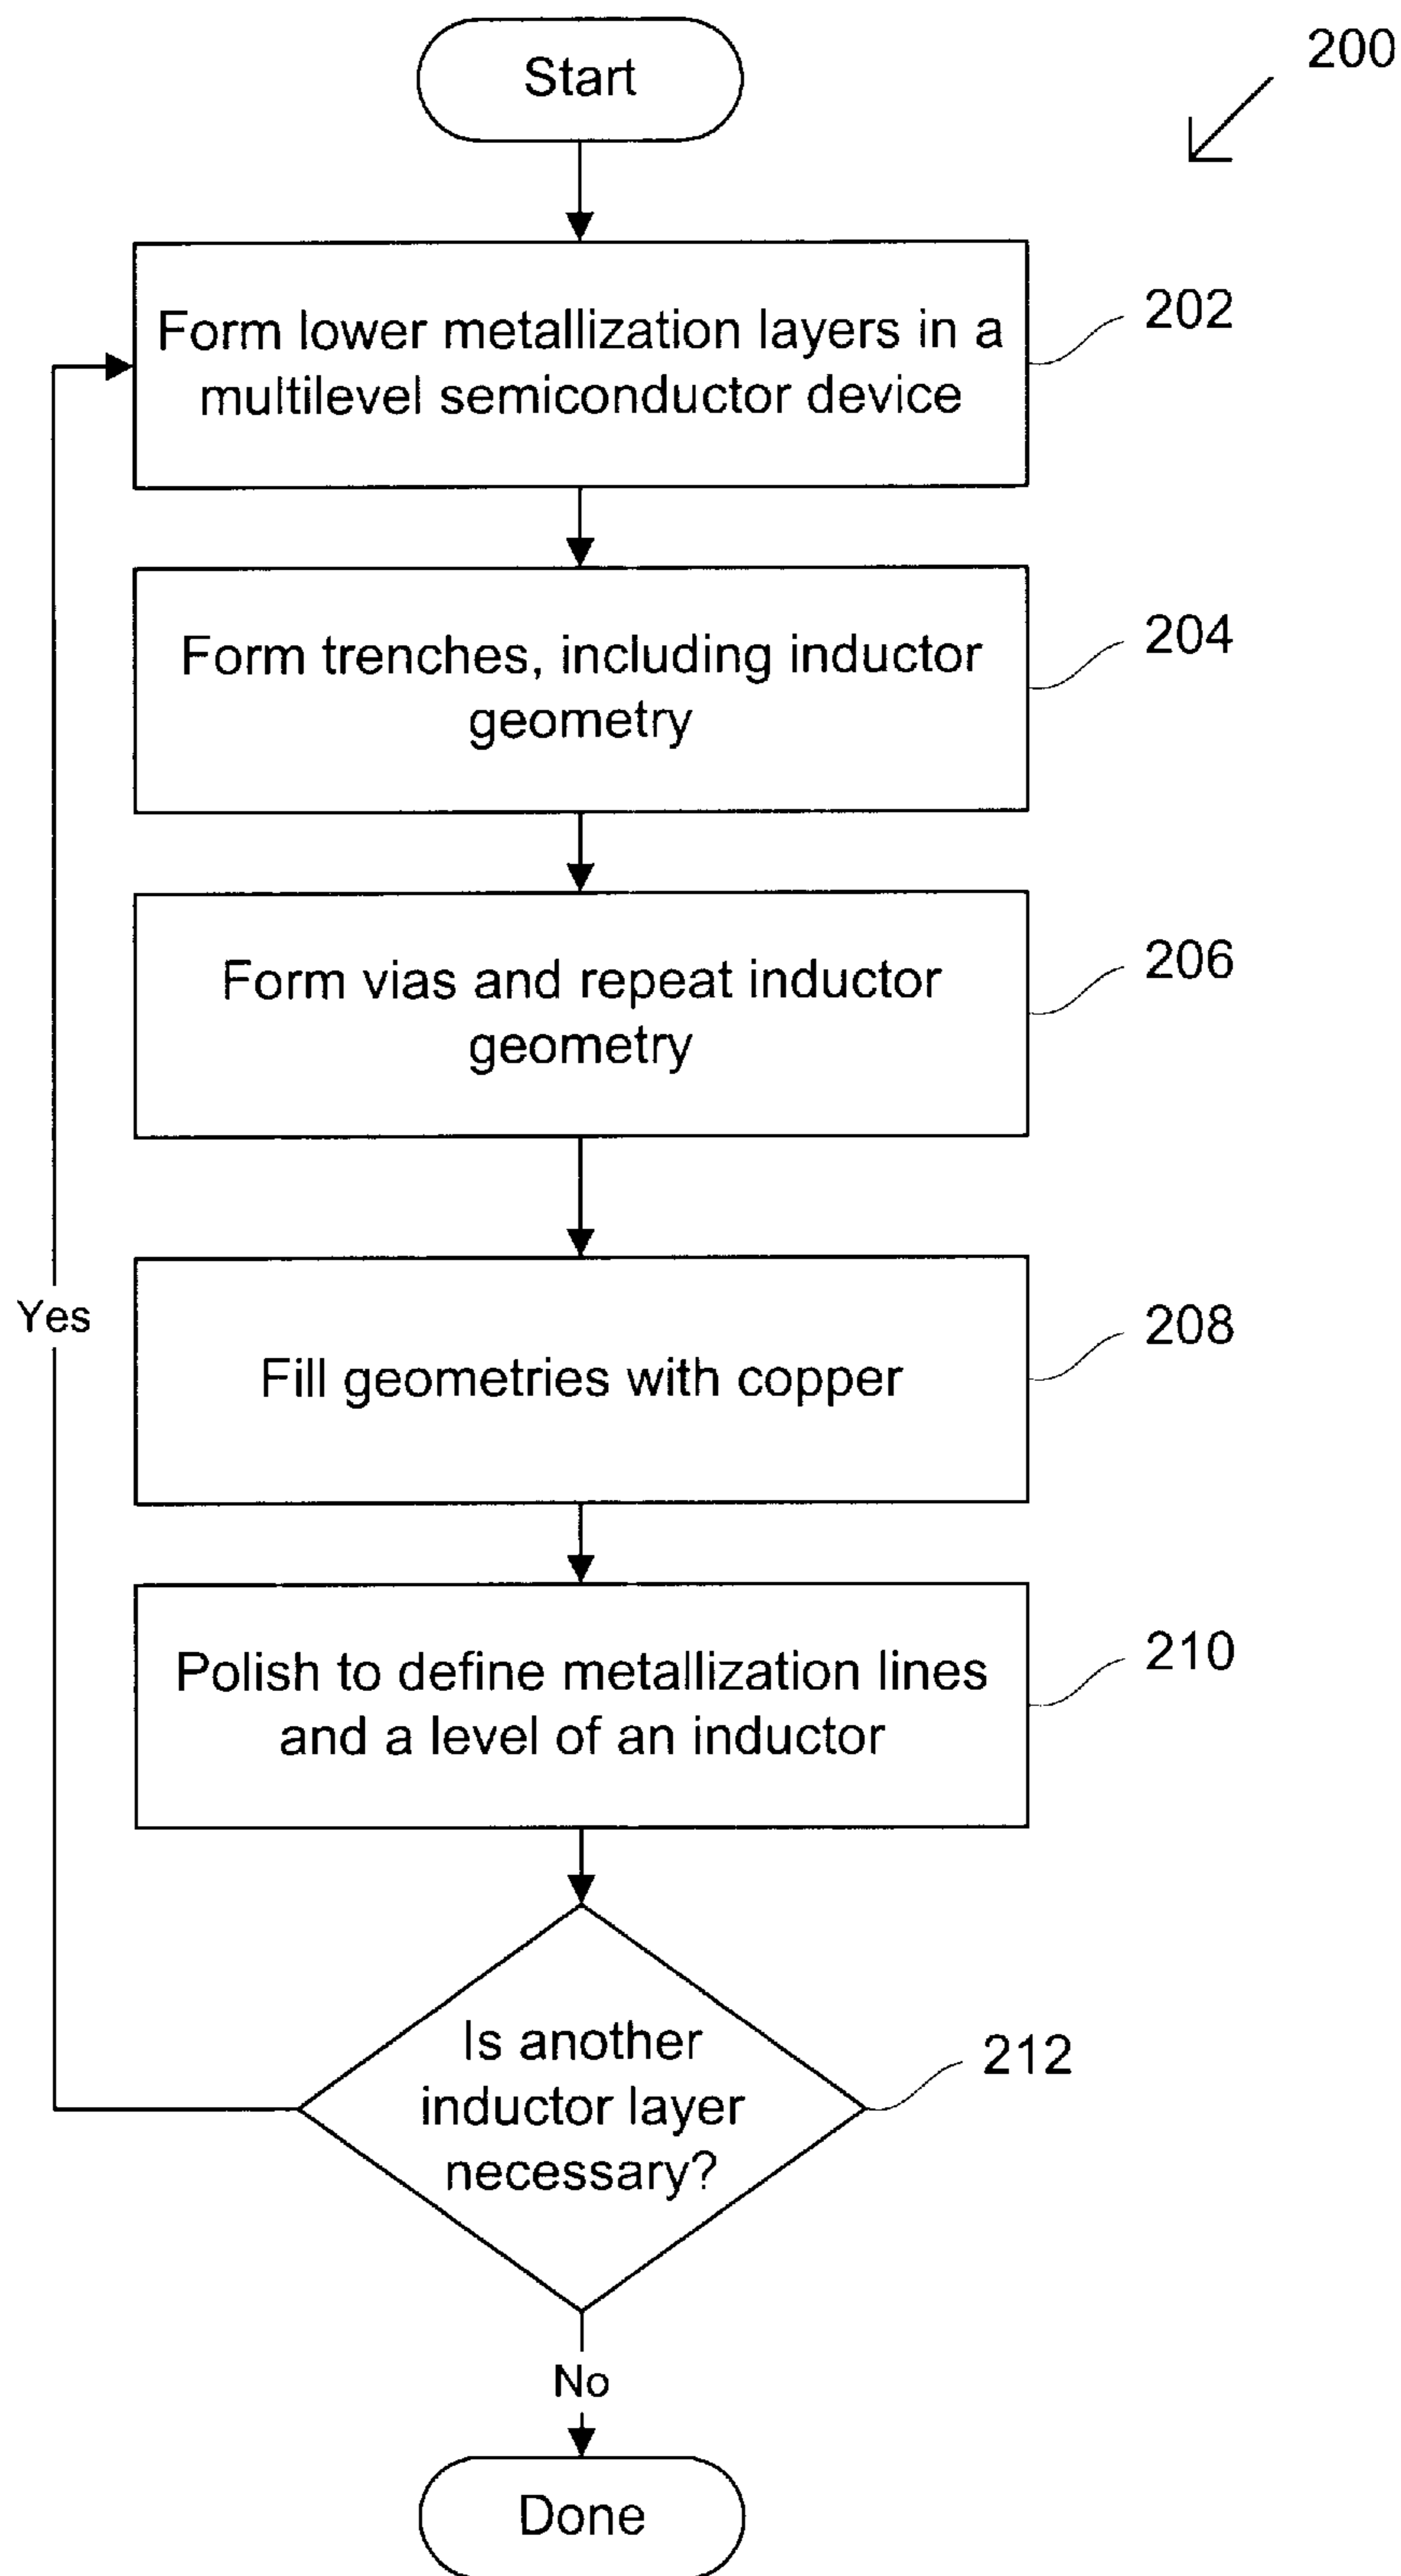 Start
200
Form lower metallization layers in a
multilevel semiconductor device
202
Form trenches, including inductor
geometry
204
Form vias and repeat inductor
geometry
206
Yes
Fill geometries with copper
208
Polish to define metallization lines
and a level of an inductor
210
Is another
inductor layer
necessary?
212
No
Done